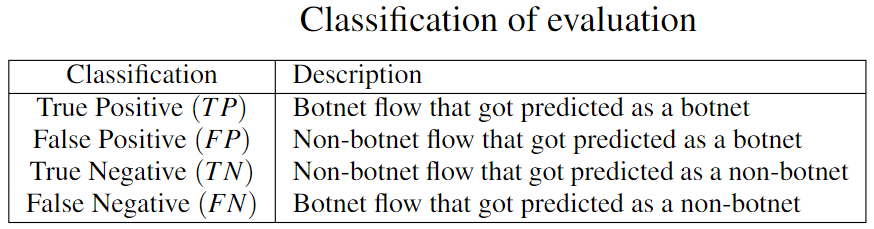 Classification of evaluation
Classification Description
True Positive (TP) Botnet flow that got predicted as a botnet
False Positive (FP) Non-botnet flow that got predicted as a botnet
True Negative (TN) Non-botnet flow that got predicted as a non-botnet
False Negative (FN) Botnet flow that got predicted as a non-botnet